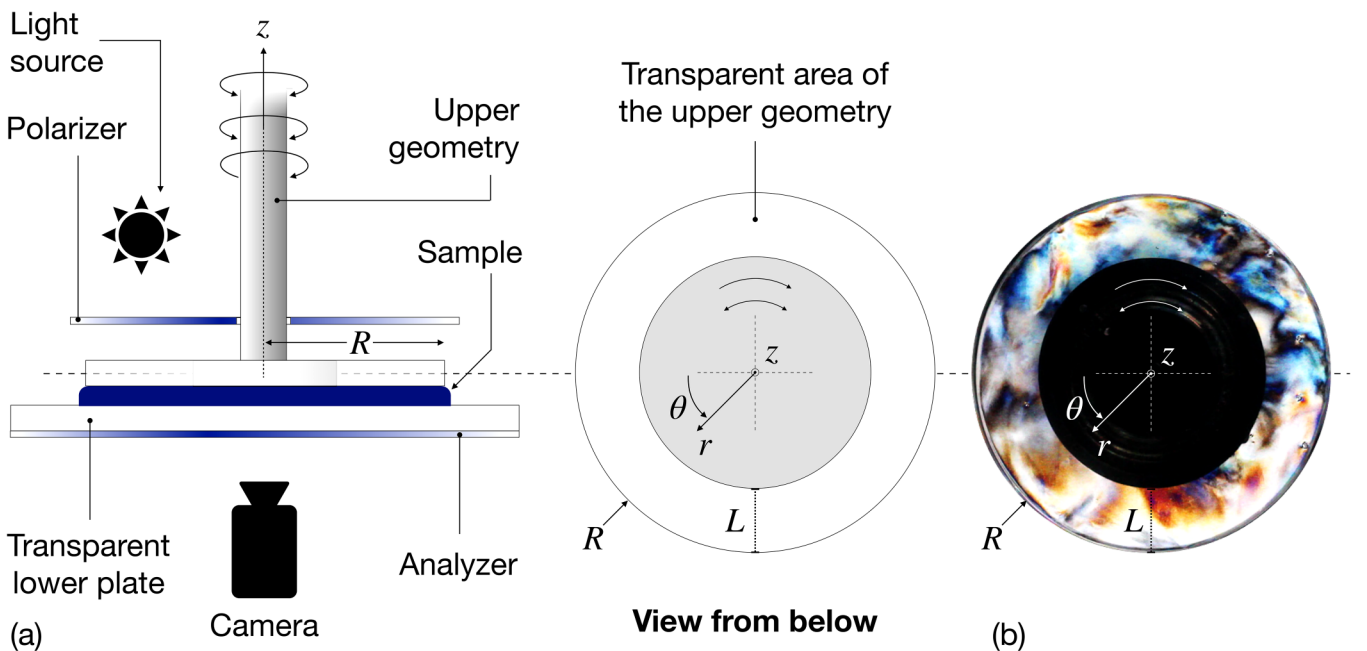 Light
source
Polarizer
z
Upper
geometry
Sample
R
Transparent
lower plate
Camera
Analyzer
(a)
Transparent area of
the upper geometry
z
θ
r
L
R
View from below
z
θ
r
L
R
(b)